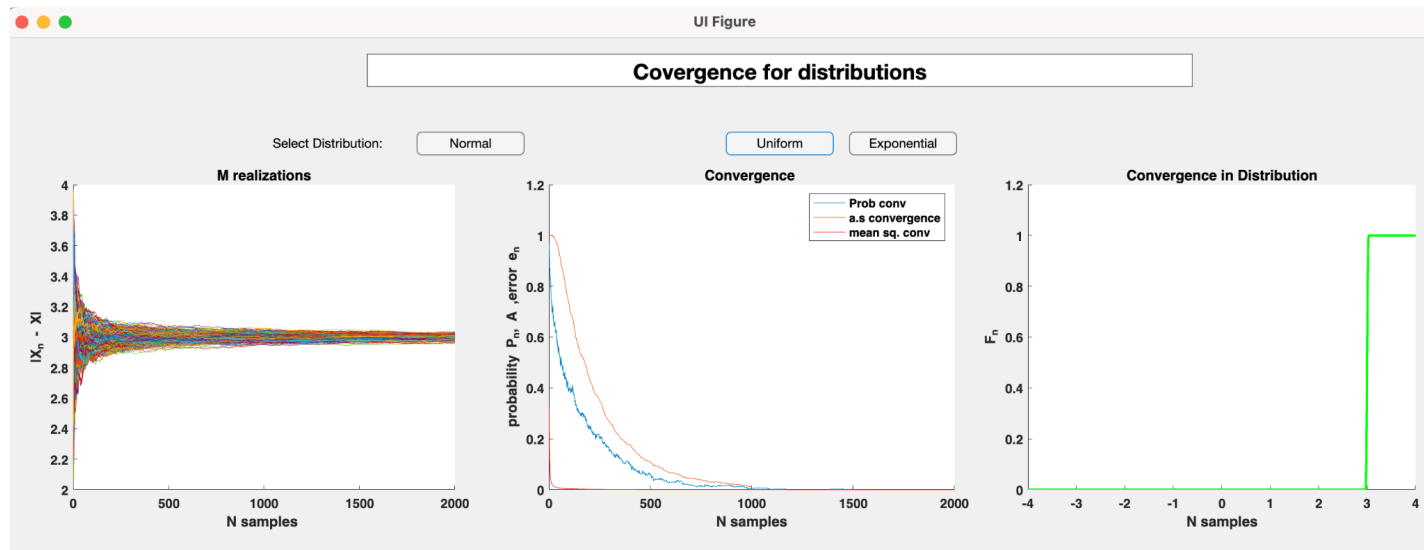 UI Figure
Covergence for distributions
Select Distribution:
Normal
Uniform
Exponential
M realizations
4
3.8
3.6
3.4
3.2
3
2.8
2.6
2.4
2.2
2
|Xn - X|
0
500
1000
1500
2000
N samples
Convergence
1.2
1
0.8
0.6
0.4
0.2
0
probability Pn, A ,error en
Prob conv
a.s convergence
mean sq. conv
0
500
1000
1500
2000
N samples
Convergence in Distribution
1.2
1
0.8
0.6
0.4
0.2
0
Fn
-4
-3
-2
-1
0
1
2
3
4
N samples